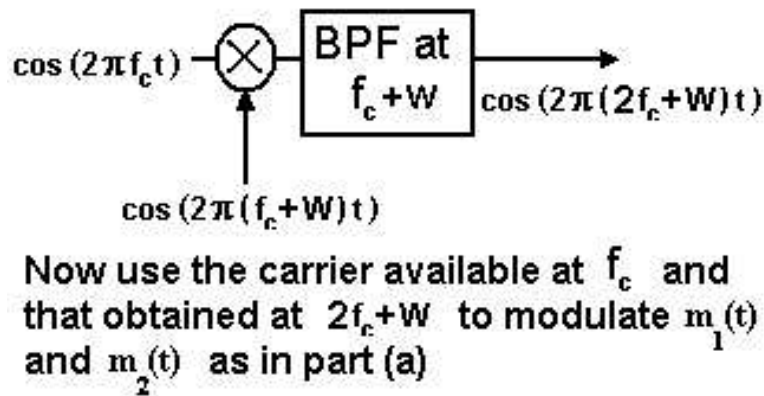 BPF at
cos (2πf_c t)
f_c+W
cos (2π(2f_c+W)t)
cos (2π(f_c+W)t)
Now use the carrier available at f_c and
that obtained at 2f_c+W to modulate m_1(t)
and m_2(t) as in part (a)